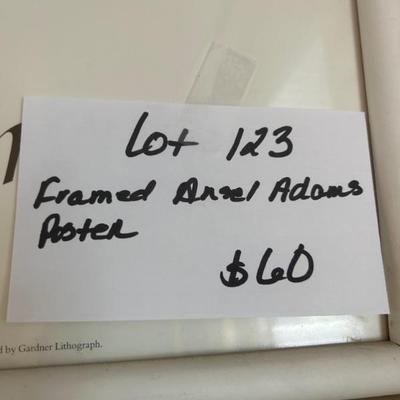 Lot 123
Framed Ansel Adams
Poster
$60
d by Gardner Lithograph.